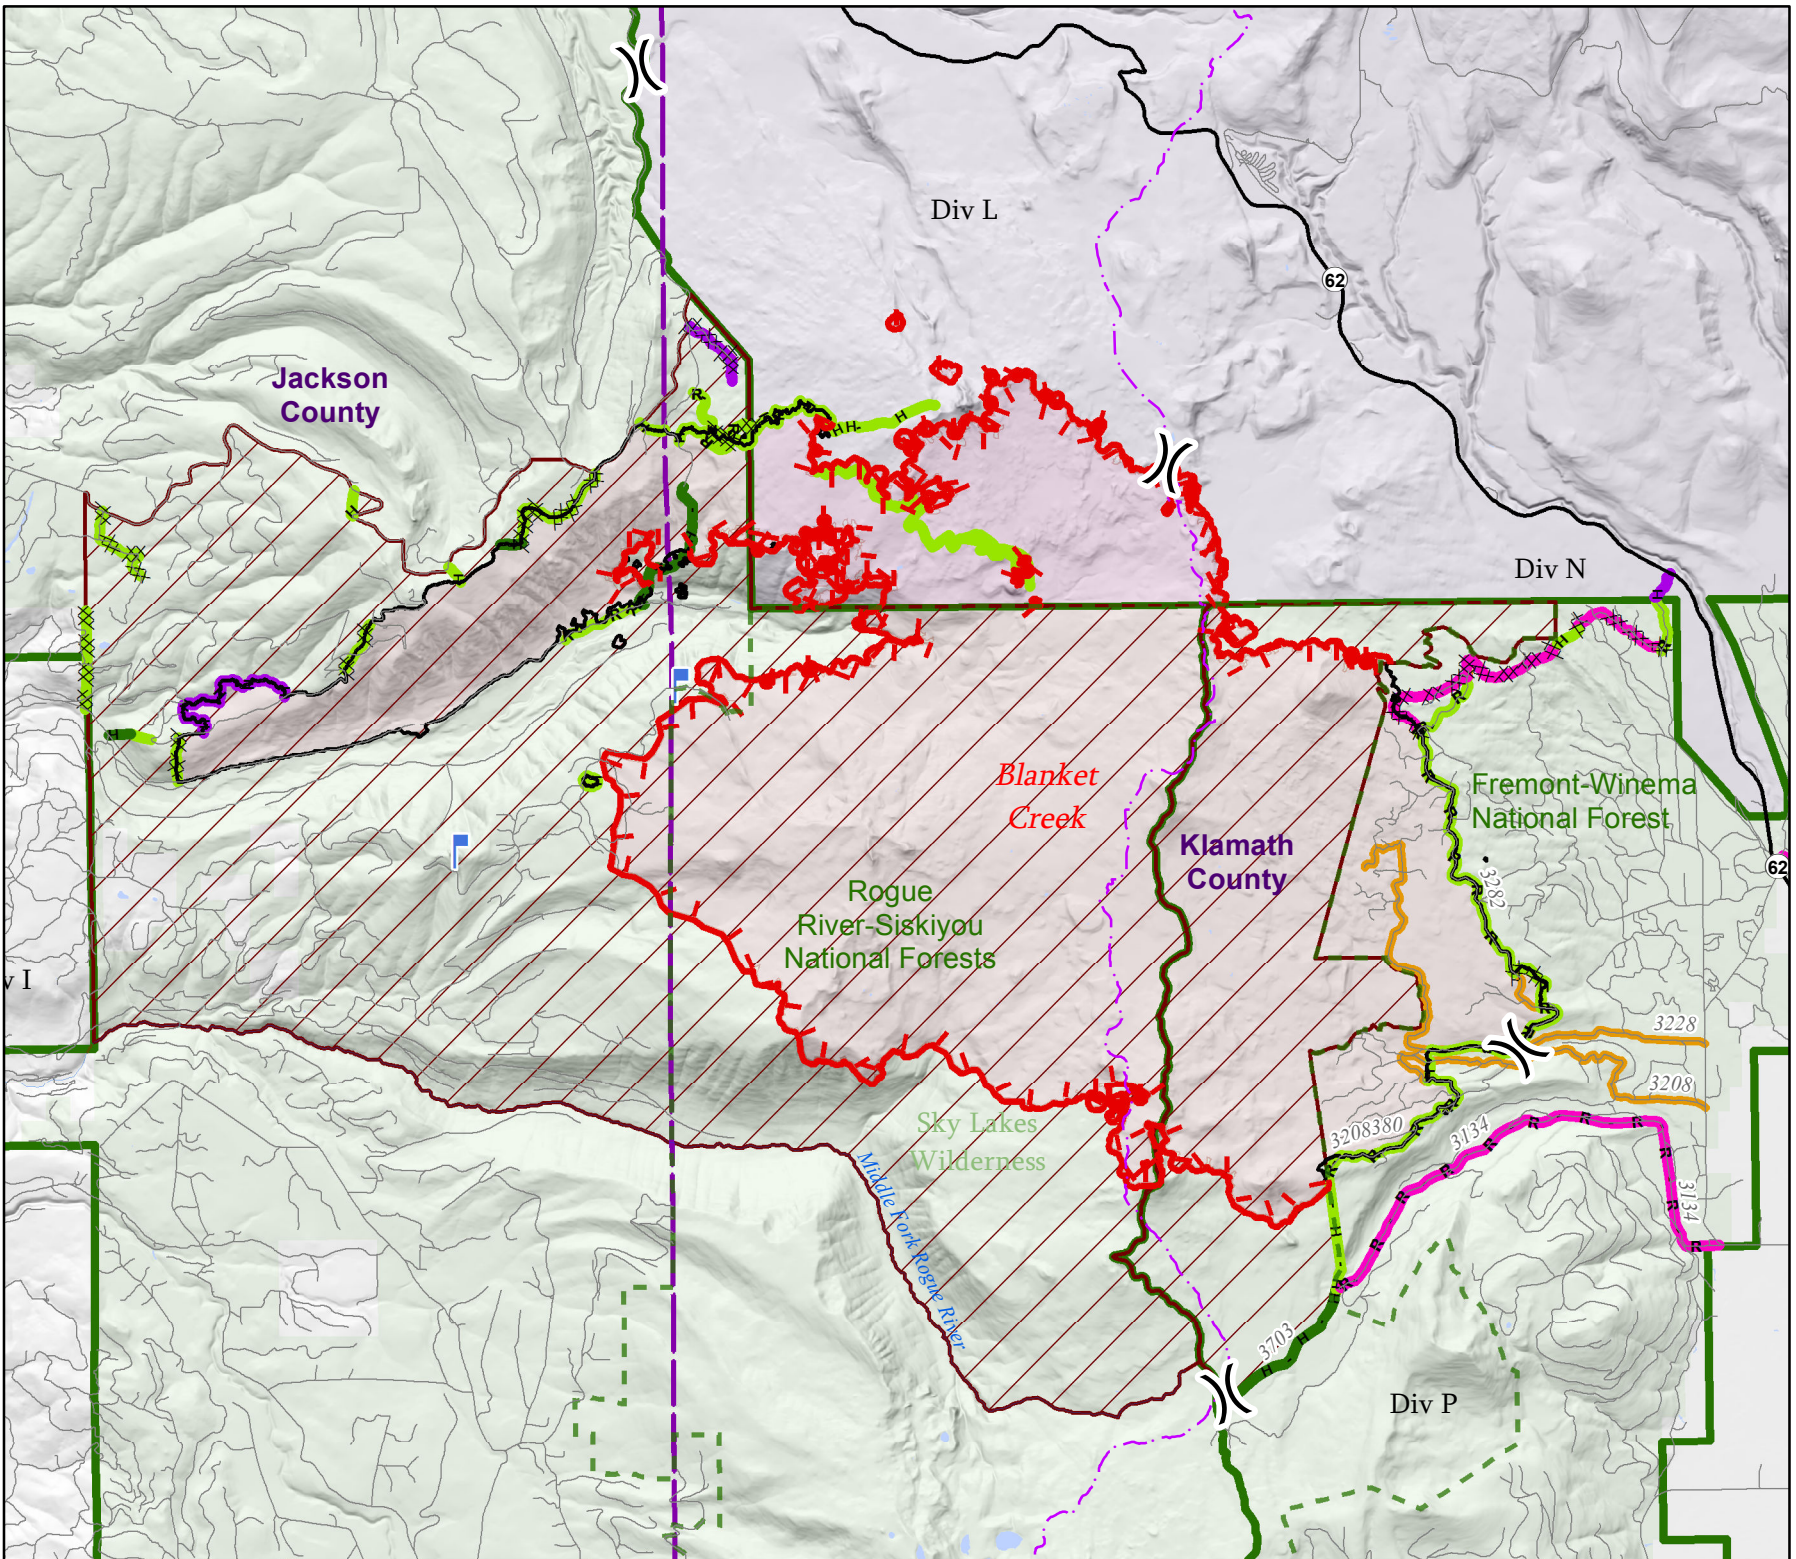 Div L
62
Jackson
County
R
H
H H
R
Div N
H
H
R
H
R
T
H
Blanket
Creek
Fremont-Winema
National Forest
Klamath
County
62
3282
Rogue
River-Siskiyou
National Forests
v I
3228
3208
Sky Lakes
Wilderness
3208380
3134
3134
Middle Fork Rogue River
H
3703
H
H
Div P